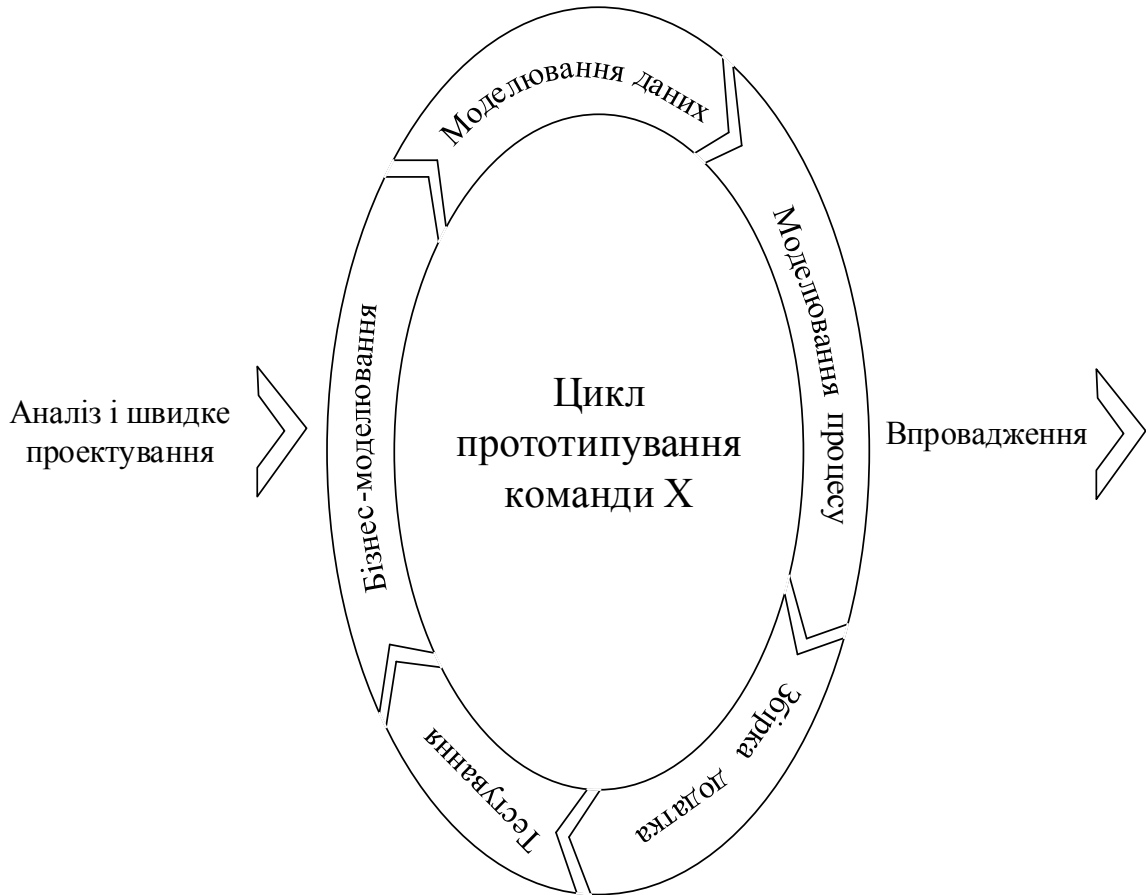 Моделювання даних
Моделювання процесу
Бізнес-моделювання
Аналіз і швидке
проектування
Цикл
прототипування
команди X
Впровадження
Збірка додатка
Тестування